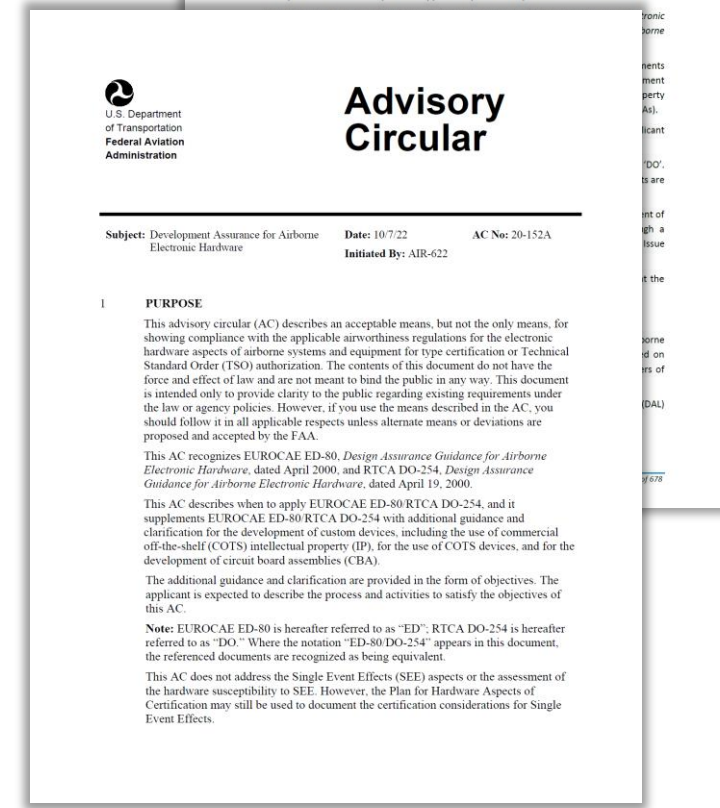 U.S. Department
of Transportation
Federal Aviation
Administration
Advisory
Circular
Subject: Development Assurance for Airborne
Electronic Hardware
Date: 10/7/22
Initiated By: AIR-622
AC No: 20-152A
1 PURPOSE
This advisory circular (AC) describes an acceptable means, but not the only means, for
showing compliance with the applicable airworthiness regulations for the electronic
hardware aspects of airborne systems and equipment for type certification or Technical
Standard Order (TSO) authorization. The contents of this document do not have the
force and effect of law and are not meant to bind the public in any way. This document
is intended only to provide clarity to the public regarding existing requirements under
the law or agency policies. However, if you use the means described in the AC, you
should follow it in all applicable respects unless alternate means or deviations are
proposed and accepted by the FAA.
This AC recognizes EUROCAE ED-80, Design Assurance Guidance for Airborne
Electronic Hardware, dated April 2000, and RTCA DO-254, Design Assurance
Guidance for Airborne Electronic Hardware, dated April 19, 2000.
This AC describes when to apply EUROCAE ED-80/RTCA DO-254, and it
supplements EUROCAE ED-80/RTCA DO-254 with additional guidance and
clarification for the development of custom devices, including the use of commercial
off-the-shelf (COTS) intellectual property (IP), for the use of COTS devices, and for the
development of circuit board assemblies (CBA).
The additional guidance and clarification are provided in the form of objectives. The
applicant is expected to describe the process and activities to satisfy the objectives of
this AC.
Note: EUROCAE ED-80 is hereafter referred to as “ED”; RTCA DO-254 is hereafter
referred to as “DO.” Where the notation “ED-80/DO-254” appears in this document,
the referenced documents are recognized as being equivalent.
This AC does not address the Single Event Effects (SEE) aspects or the assessment of
the hardware susceptibility to SEE. However, the Plan for Hardware Aspects of
Certification may still be used to document the certification considerations for Single
Event Effects.
As).
'DO'.
ts are
of
a
Issue
the
on
of
(DAL)
of 678